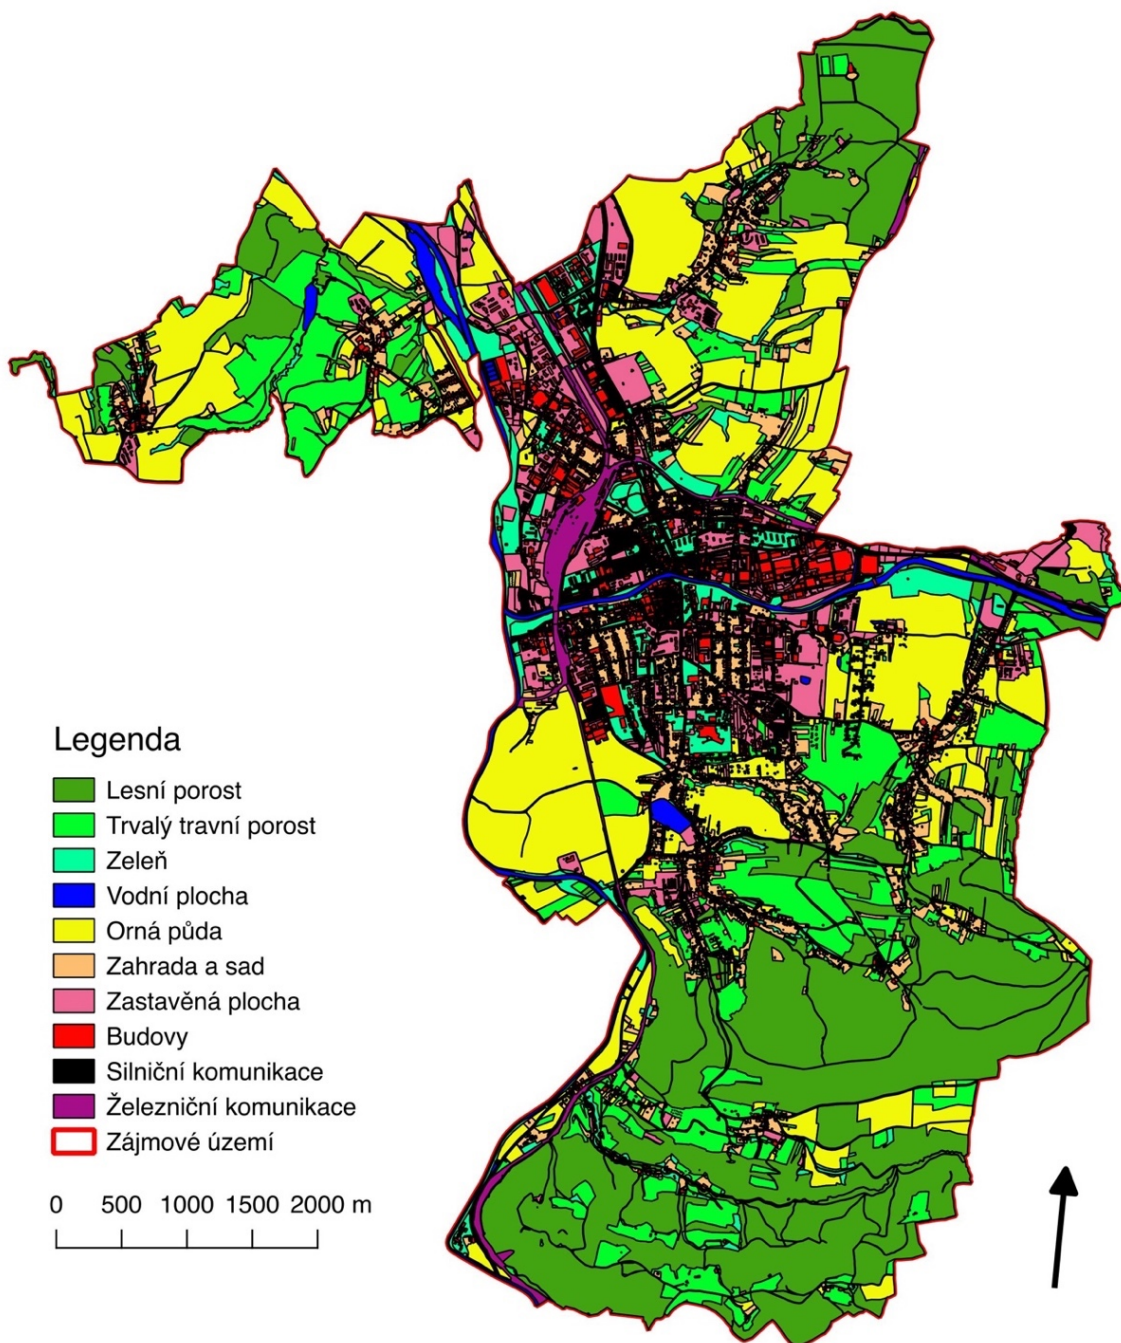 Legenda
Lesní porost
Trvalý travní porost
Zeleň
Vodní plocha
Orná půda
Zahrada a sad
Zastavěná plocha
Budovy
Silniční komunikace
Železniční komunikace
Zájmové území
0 500 1000 1500 2000 m